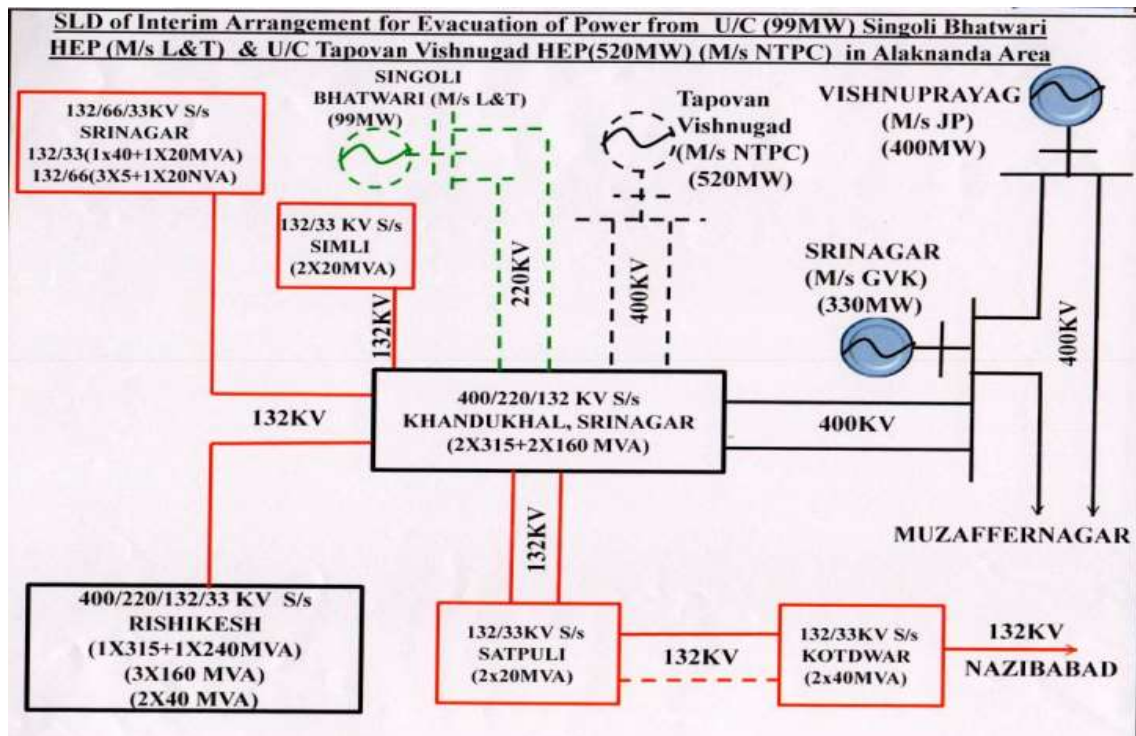 SLD of Interim Arrangement for Evacuation of Power from U/C (99MW) Singoli Bhatwari
HEP (M/s L&T) & U/C Tapovan Vishnugad HEP(520MW) (M/s NTPC) in Alaknanda Area
132/66/33KV S/s
SRINAGAR
132/33(1x40+1X20MVA)
132/66(3X5+1X20NVA)
SINGOLI
BHATWARI (M/s L&T)
(99MW)
Tapovan
Vishnugad
(M/s NTPC)
(520MW)
VISHNUPRAYAG
(M/s JP)
(400MW)
132/33 KV S/s
SIMLI
(2X20MVA)
SRINAGAR
(M/s GVK)
(330MW)
132KV
220KV
400KV
400KV
400/220/132 KV S/s
KHANDUKHAL, SRINAGAR
(2X315+2X160 MVA)
132KV
400KV
132KV
MUZAFFERNAGAR
400/220/132/33 KV S/s
RISHIKESH
(1X315+1X240MVA)
(3X160 MVA)
(2X40 MVA)
132/33KV S/s
SATPULI
(2x20MVA)
132KV
132/33KV S/s
KOTDWAR
(2x40MVA)
132KV
NAZIBABAD